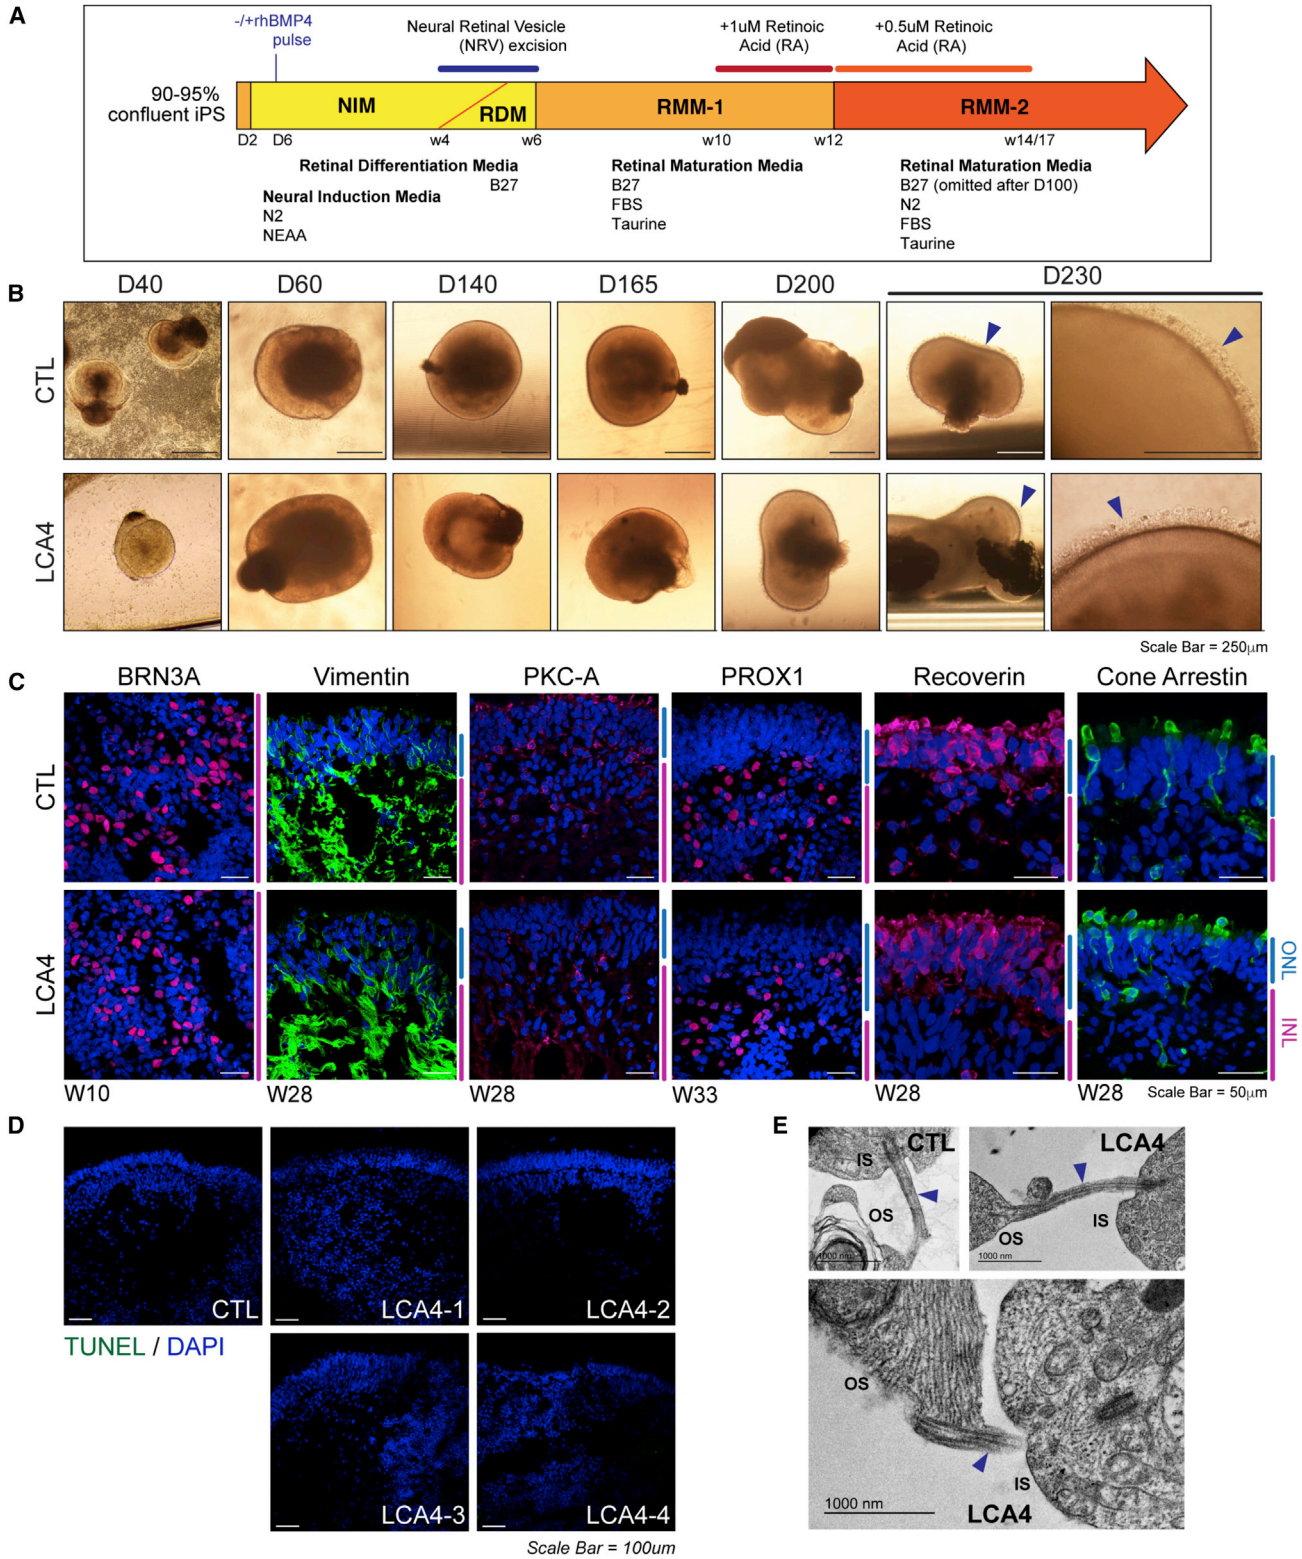 A
-/+rhBMP4
pulse
Neural Retinal Vesicle
(NRV) excision
+1uM Retinoic
Acid (RA)
+0.5uM Retinoic
Acid (RA)
90-95%
confluent iPS
NIM
RDM
RMM-1
RMM-2
D2
D6
w4
w6
w10
w12
w14/17
Retinal Differentiation Media
B27
Neural Induction Media
N2
NEAA
Retinal Maturation Media
B27
FBS
Taurine
Retinal Maturation Media
B27 (omitted after D100)
N2
FBS
Taurine
B
D40
D60
D140
D165
D200
D230
CTL
LCA4
Scale Bar = 250μm
C
BRN3A
Vimentin
PKC-A
PROX1
Recoverin
Cone Arrestin
CTL
LCA4
ONL
INL
W10
W28
W28
W33
W28
W28
Scale Bar = 50μm
D
CTL
LCA4-1
LCA4-2
TUNEL / DAPI
LCA4-3
LCA4-4
Scale Bar = 100um
E
CTL
IS
OS
1000 nm
LCA4
OS
IS
1000 nm
OS
IS
1000 nm
LCA4